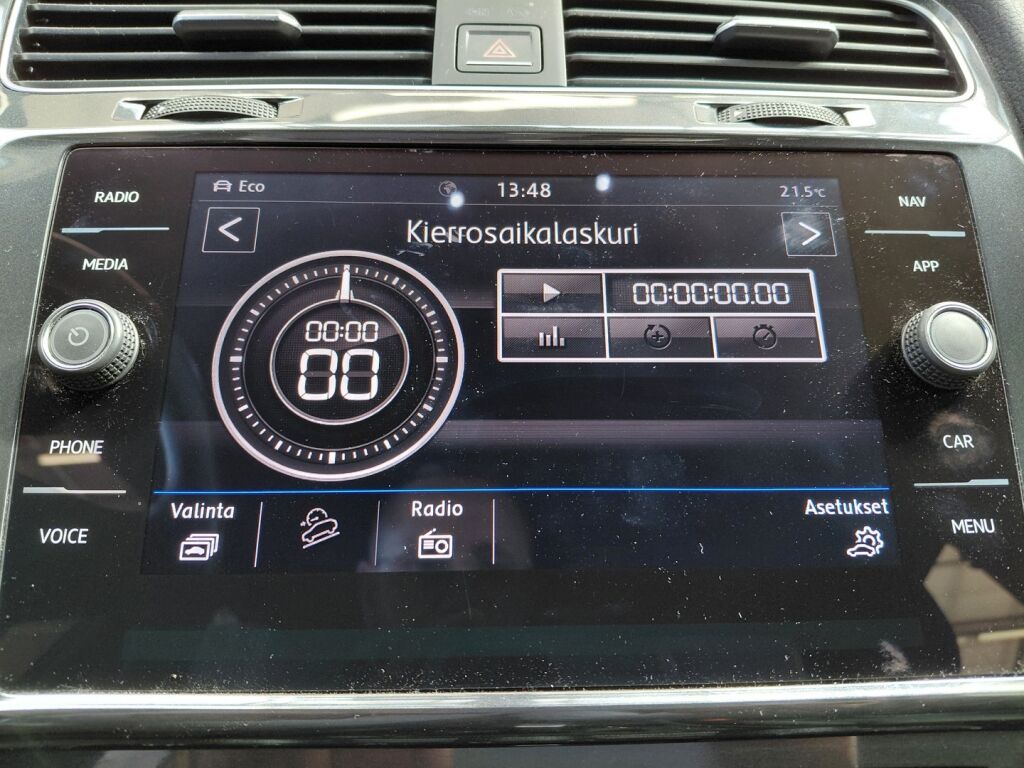 RADIO
MEDIA
PHONE
VOICE
Eco
13:48
21.5°C
<
Kierrosaikalaskuri
>
00:00
00
00:00:00.00
Valinta
Radio
Asetukset
NAV
APP
CAR
MENU